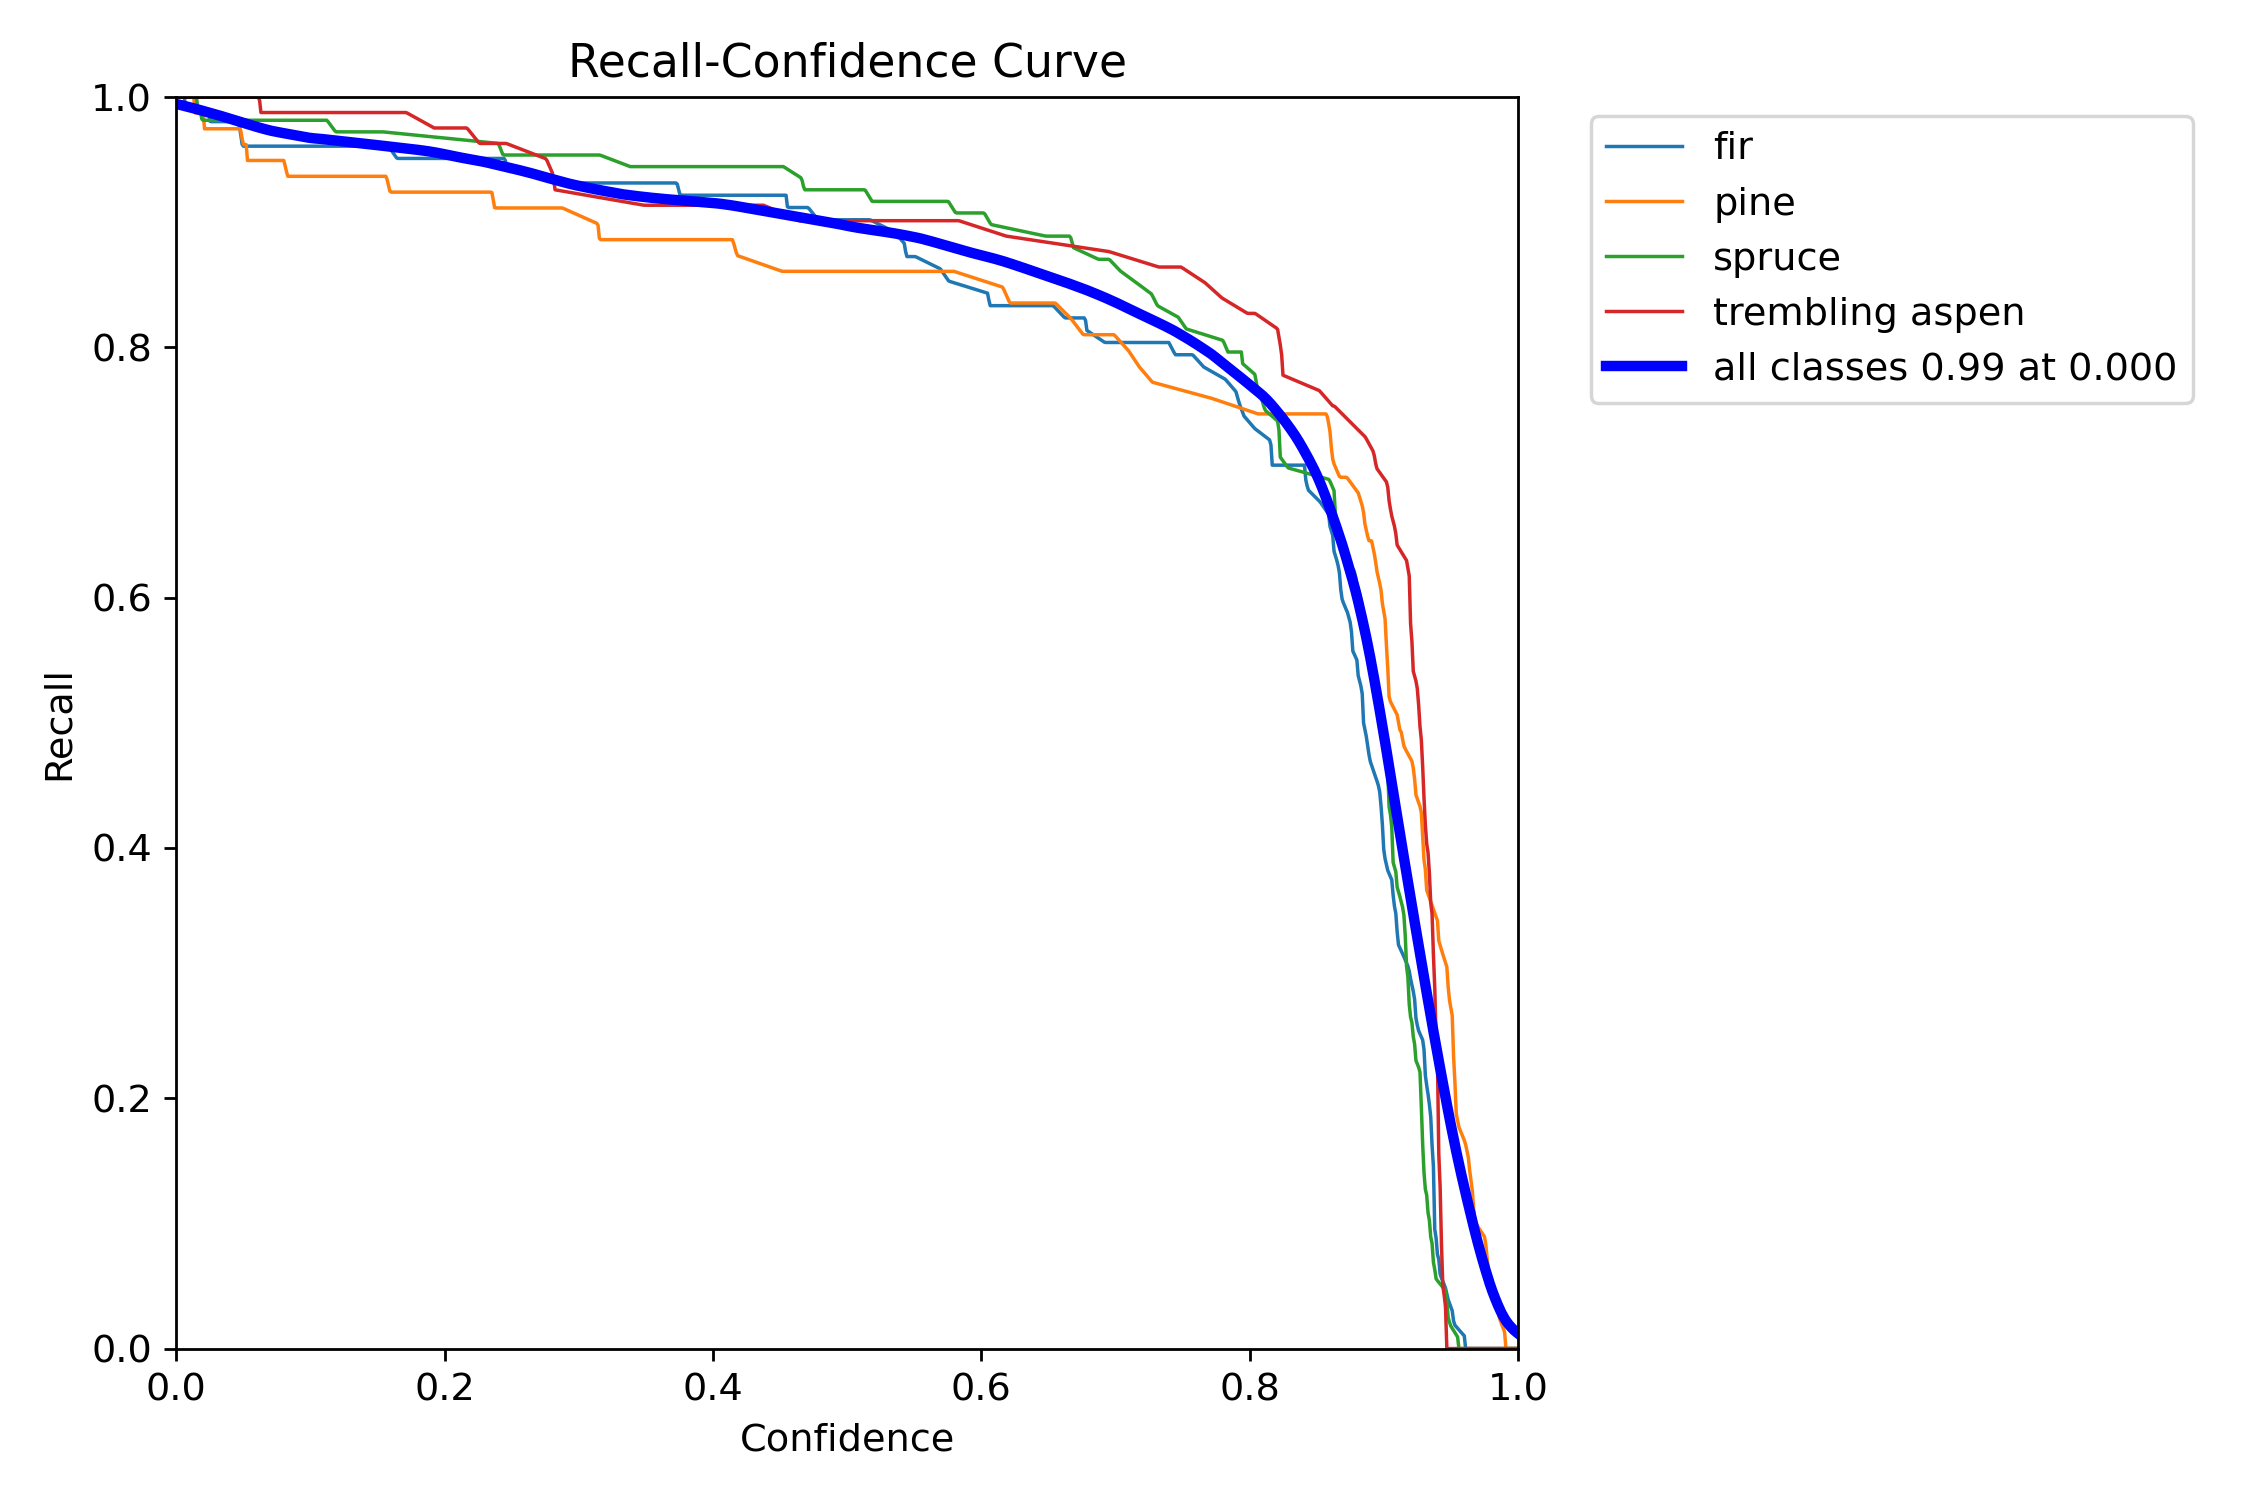 Recall-Confidence Curve
1.0
0.8
0.6
0.4
0.2
0.0
Recall
0.0 0.2 0.4 0.6 0.8 1.0
Confidence
fir
pine
spruce
trembling aspen
all classes 0.99 at 0.000